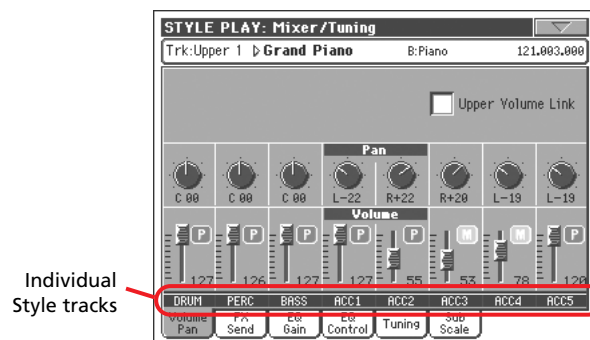 STYLE PLAY: Mixer/Tuning
Trk:Upper 1 Grand Piano B:Piano 121.003.000
Upper Volume Link
Pan
C 00 C 00 C 00 L-22 R+22 R+20 L-19 L-19
Volume
P P P P P M M P
127 126 127 127 55 53 78 120
Individual
Style tracks
DRUM PERC BASS ACC1 ACC2 ACC3 ACC4 ACC5
Volume Pan
FX Send
EQ Gain
EQ Control
Tuning
Sub Scale